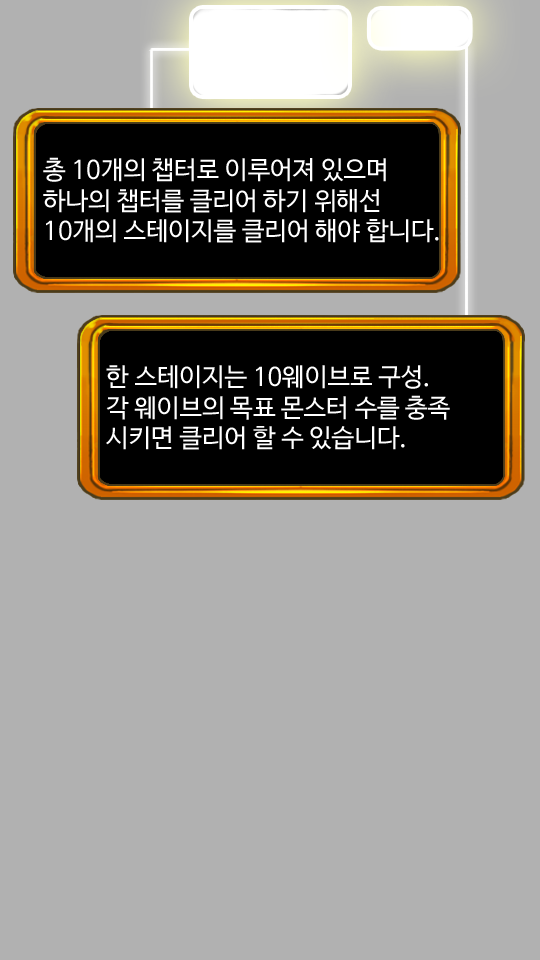 총 10개의 챕터로 이루어져 있으며
하나의 챕터를 클리어 하기 위해선
10개의 스테이지를 클리어 해야 합니다.
한 스테이지는 10웨이브로 구성.
각 웨이브의 목표 몬스터 수를 충족
시키면 클리어 할 수 있습니다.